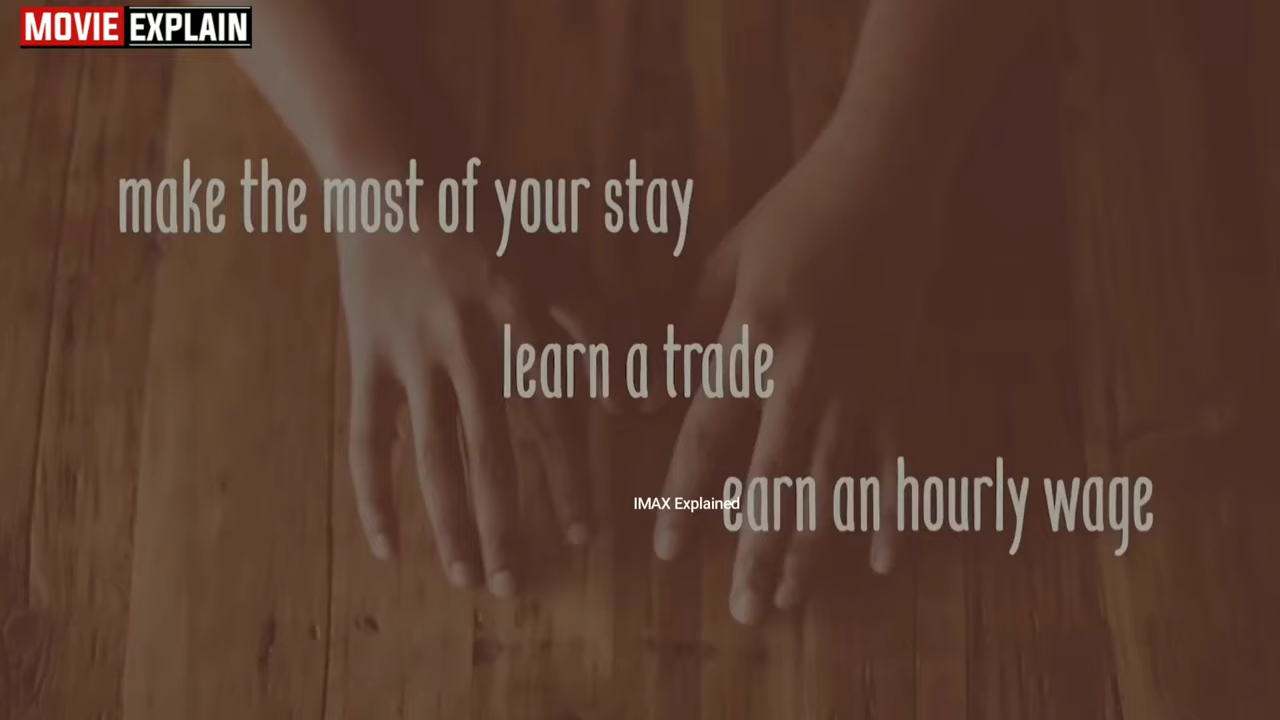 MOVIE EXPLAIN
make the most of your stay
learn a trade
earn an hourly wage
IMAX Explained